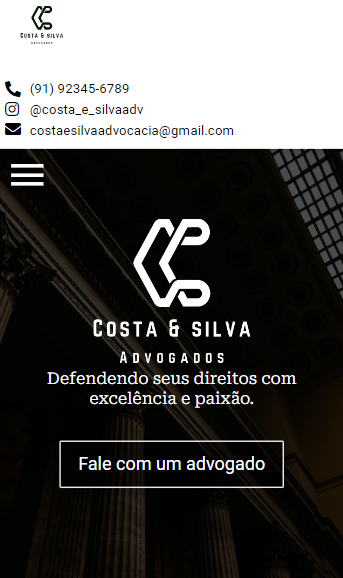 COSTA & SILVA
ADVOGADOS
(91) 92345-6789
@costa_e_silvaadv
costaesilvaadvocacia@gmail.com
COSTA & SILVA
ADVOGADOS
Defendendo seus direitos com
excelência e paixão.
Fale com um advogado